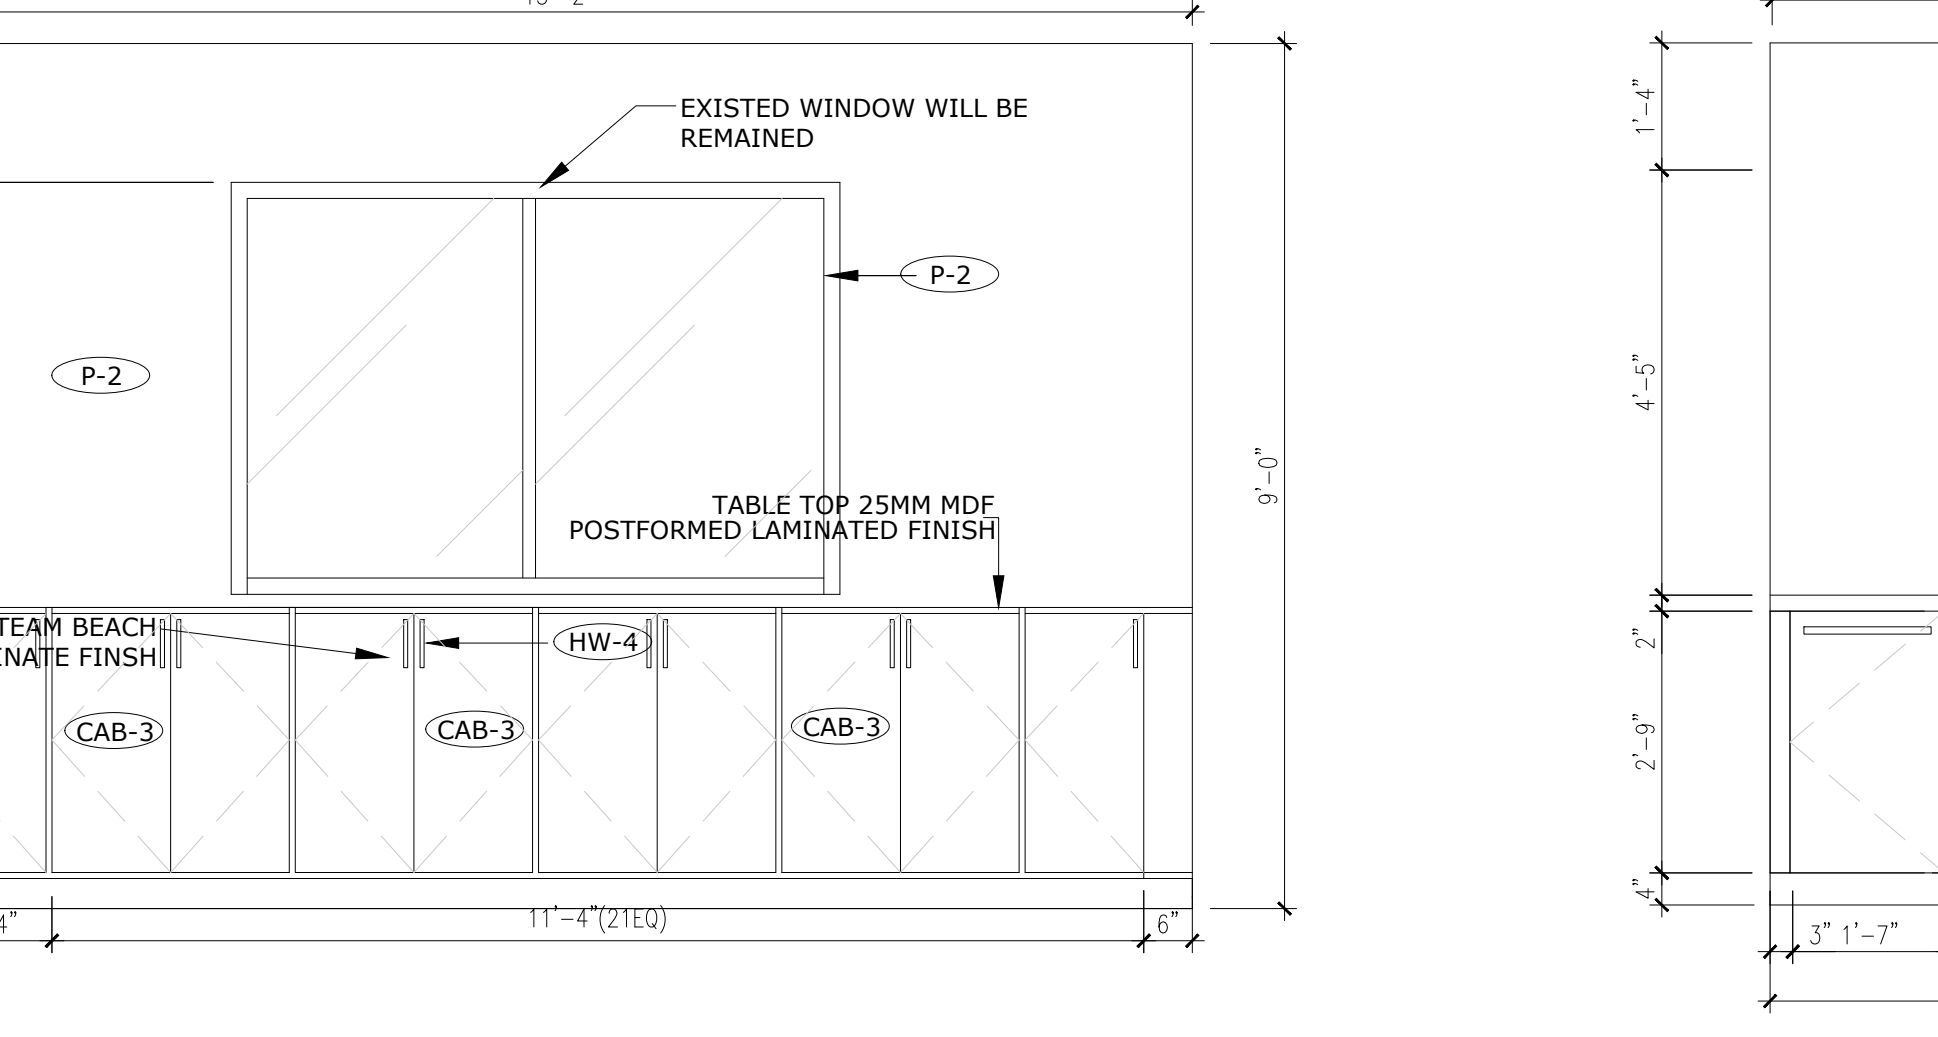 EXISTED WINDOW WILL BE
REMAINED
P-2
P-2
TABLE TOP 25MM MDF
POSTFORMED LAMINATED FINISH
TEAM BEACH
INATE FINSH
HW-4
CAB-3
CAB-3
CAB-3
4"
11'-4"(21EQ)
6"
9'-0"
1'-4"
4'-5"
2"
2'-9"
4"
3" 1'-7"